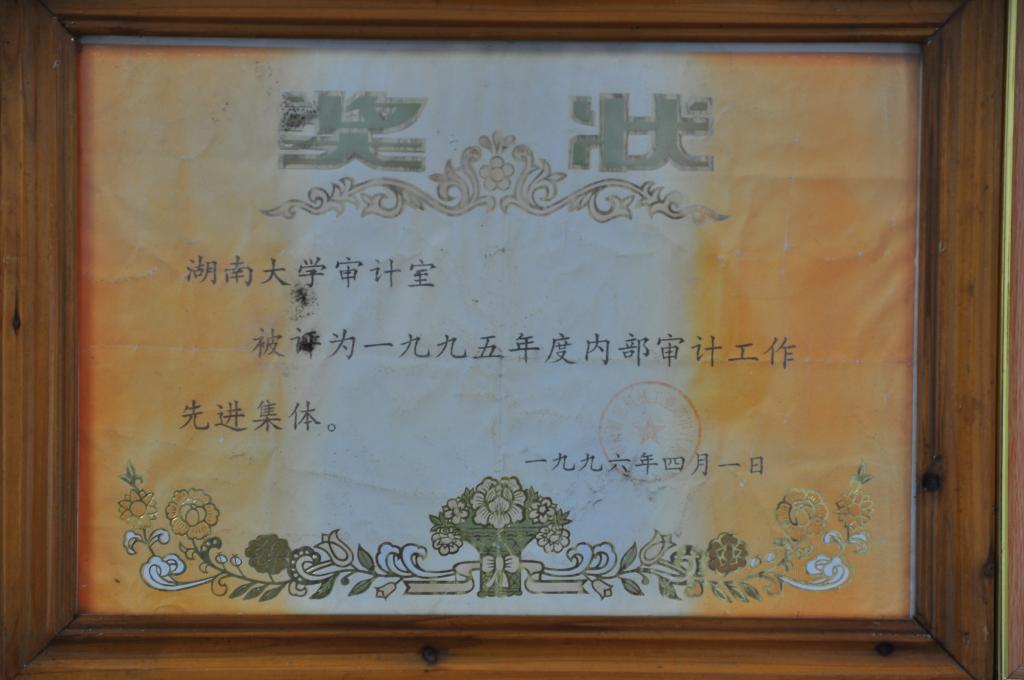 奖状
湖南大学审计室
被评为一九九五年度内部审计工作
先进集体。
一九九六年四月一日